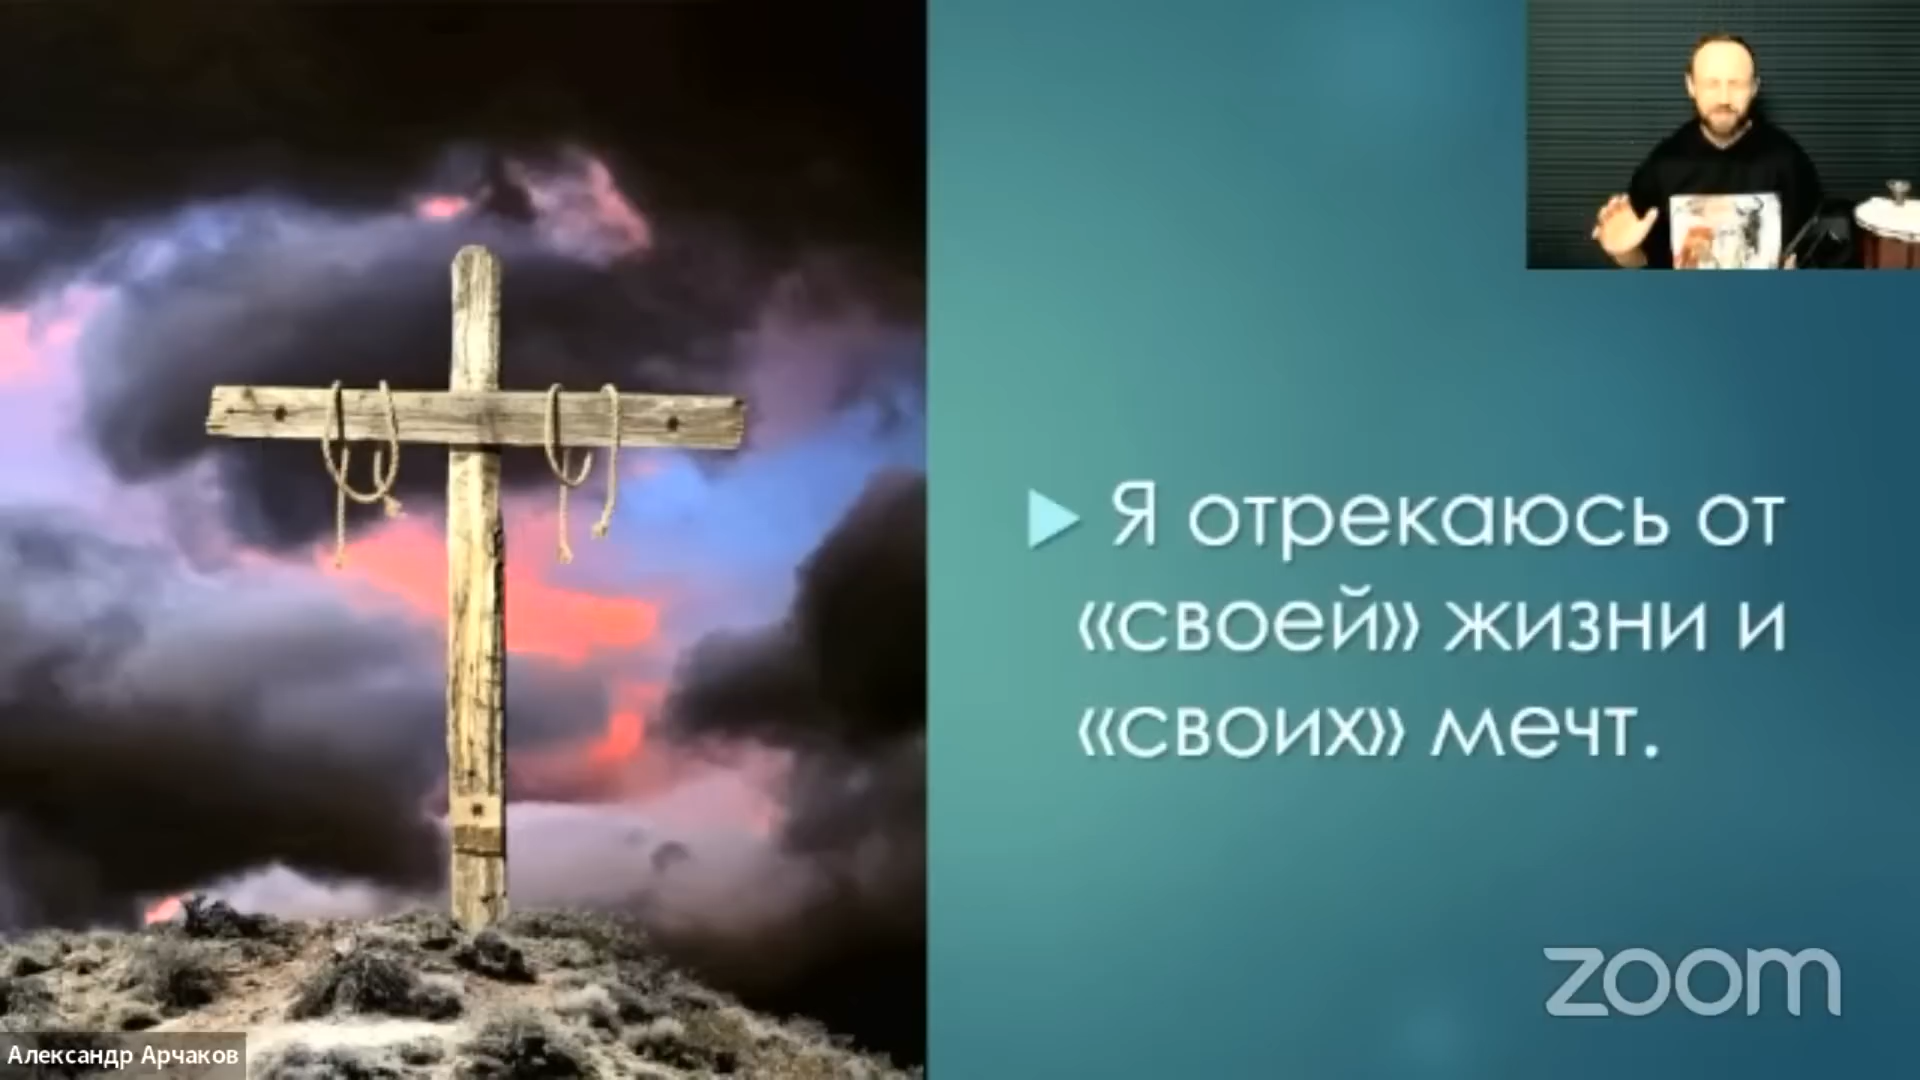 Я отрекаюсь от
«своей» жизни и
«своих» мечт.
zoom
Александр Арчаков